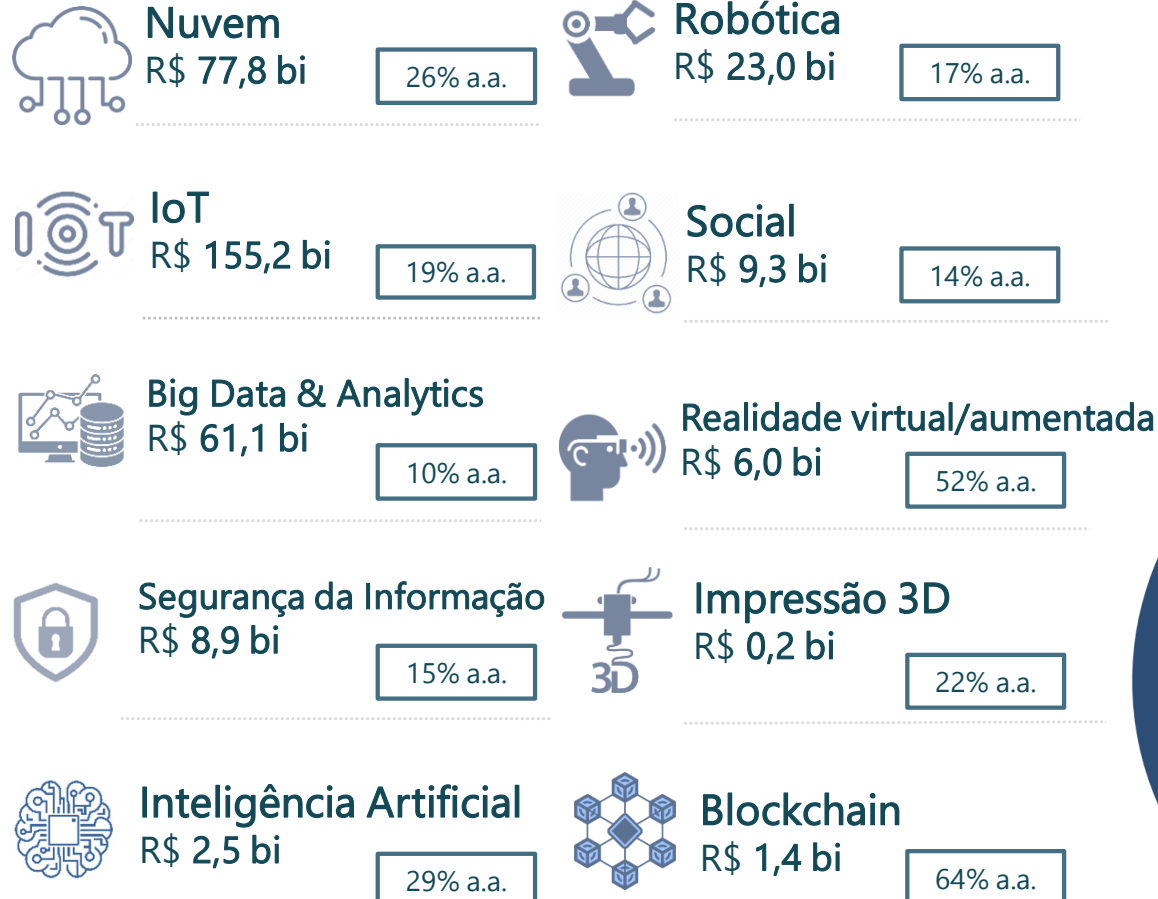 Nuvem
R$ 77,8 bi
26% a.a.
Robótica
R$ 23,0 bi
17% a.a.
IoT
IoT
R$ 155,2 bi
19% a.a.
Social
R$ 9,3 bi
14% a.a.
Big Data & Analytics
R$ 61,1 bi
10% a.a.
Realidade virtual/aumentada
R$ 6,0 bi
52% a.a.
Segurança da Informação
R$ 8,9 bi
15% a.a.
3D
Impressão 3D
R$ 0,2 bi
22% a.a.
Inteligência Artificial
R$ 2,5 bi
29% a.a.
Blockchain
R$ 1,4 bi
64% a.a.